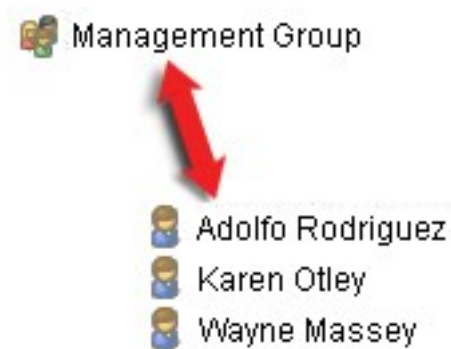 Management Group
Adolfo Rodriguez
Karen Otley
Wayne Massey